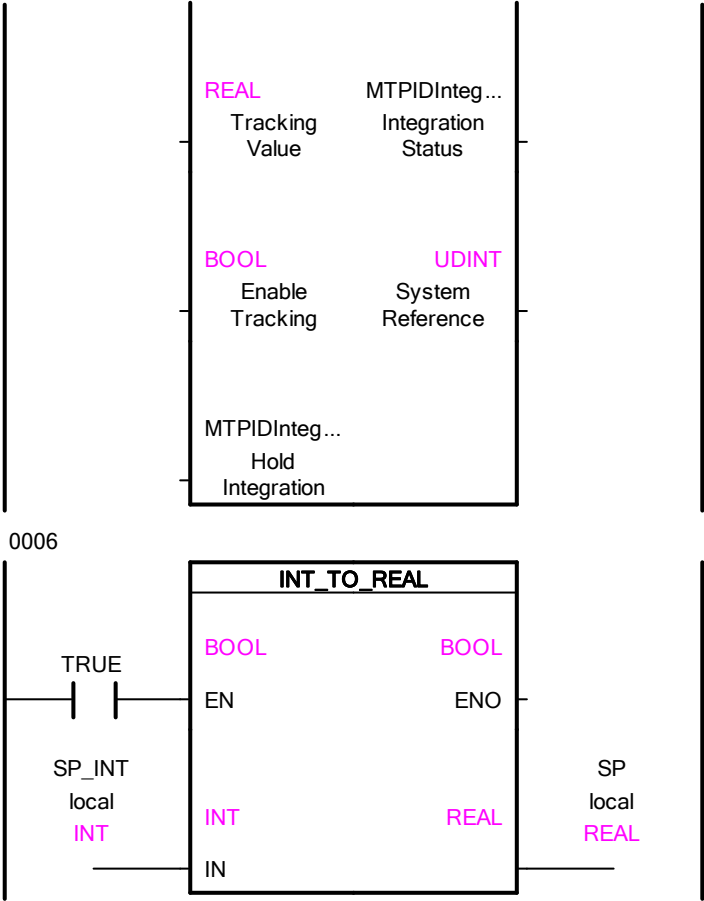 REAL MTPIDInteg...
Tracking Integration
Value Status
BOOL UDINT
Enable System
Tracking Reference
MTPIDInteg...
Hold
Integration
0006
INT_TO_REAL
BOOL BOOL
TRUE
EN ENO
SP_INT SP
local local
INT REAL
INT REAL
IN